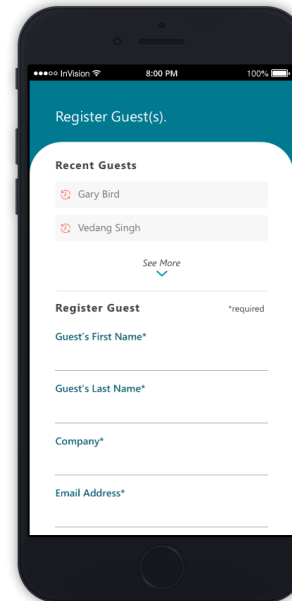 InVision 8:00 PM 100%
Register Guest(s).
Recent Guests
Gary Bird
Vedang Singh
See More
Register Guest *required
Guest's First Name*
Guest's Last Name*
Company*
Email Address*